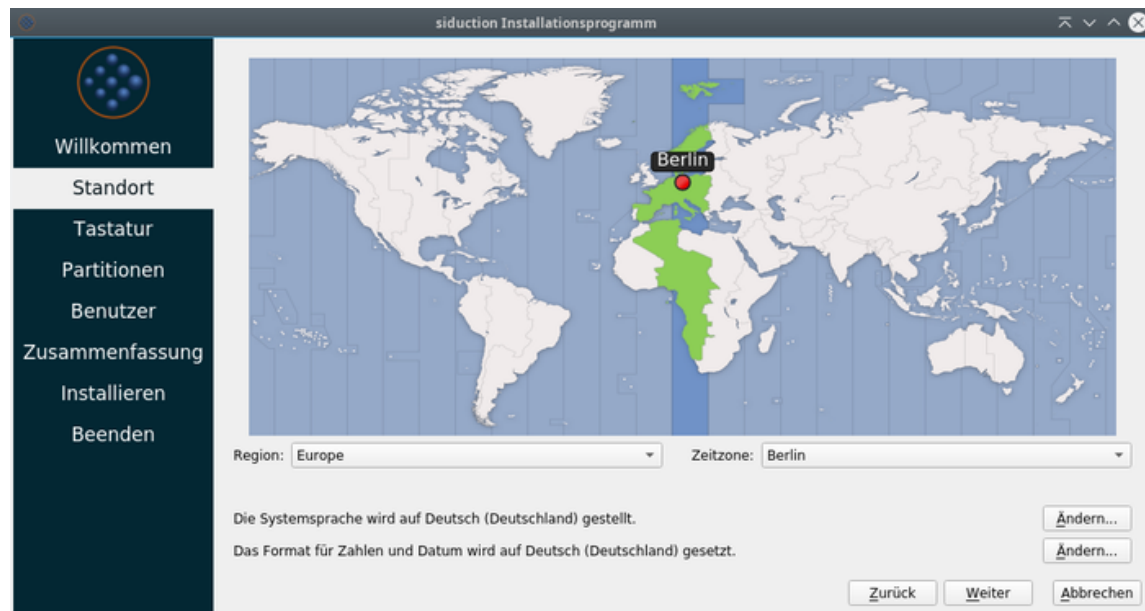 siduction Installationsprogramm
Willkommen
Standort
Tastatur
Partitionen
Benutzer
Zusammenfassung
Installieren
Beenden
Berlin
Region: Europe Zeitzone: Berlin
Die Systemsprache wird auf Deutsch (Deutschland) gestellt. Ändern...
Das Format für Zahlen und Datum wird auf Deutsch (Deutschland) gesetzt. Ändern...
Zurück Weiter Abbrechen